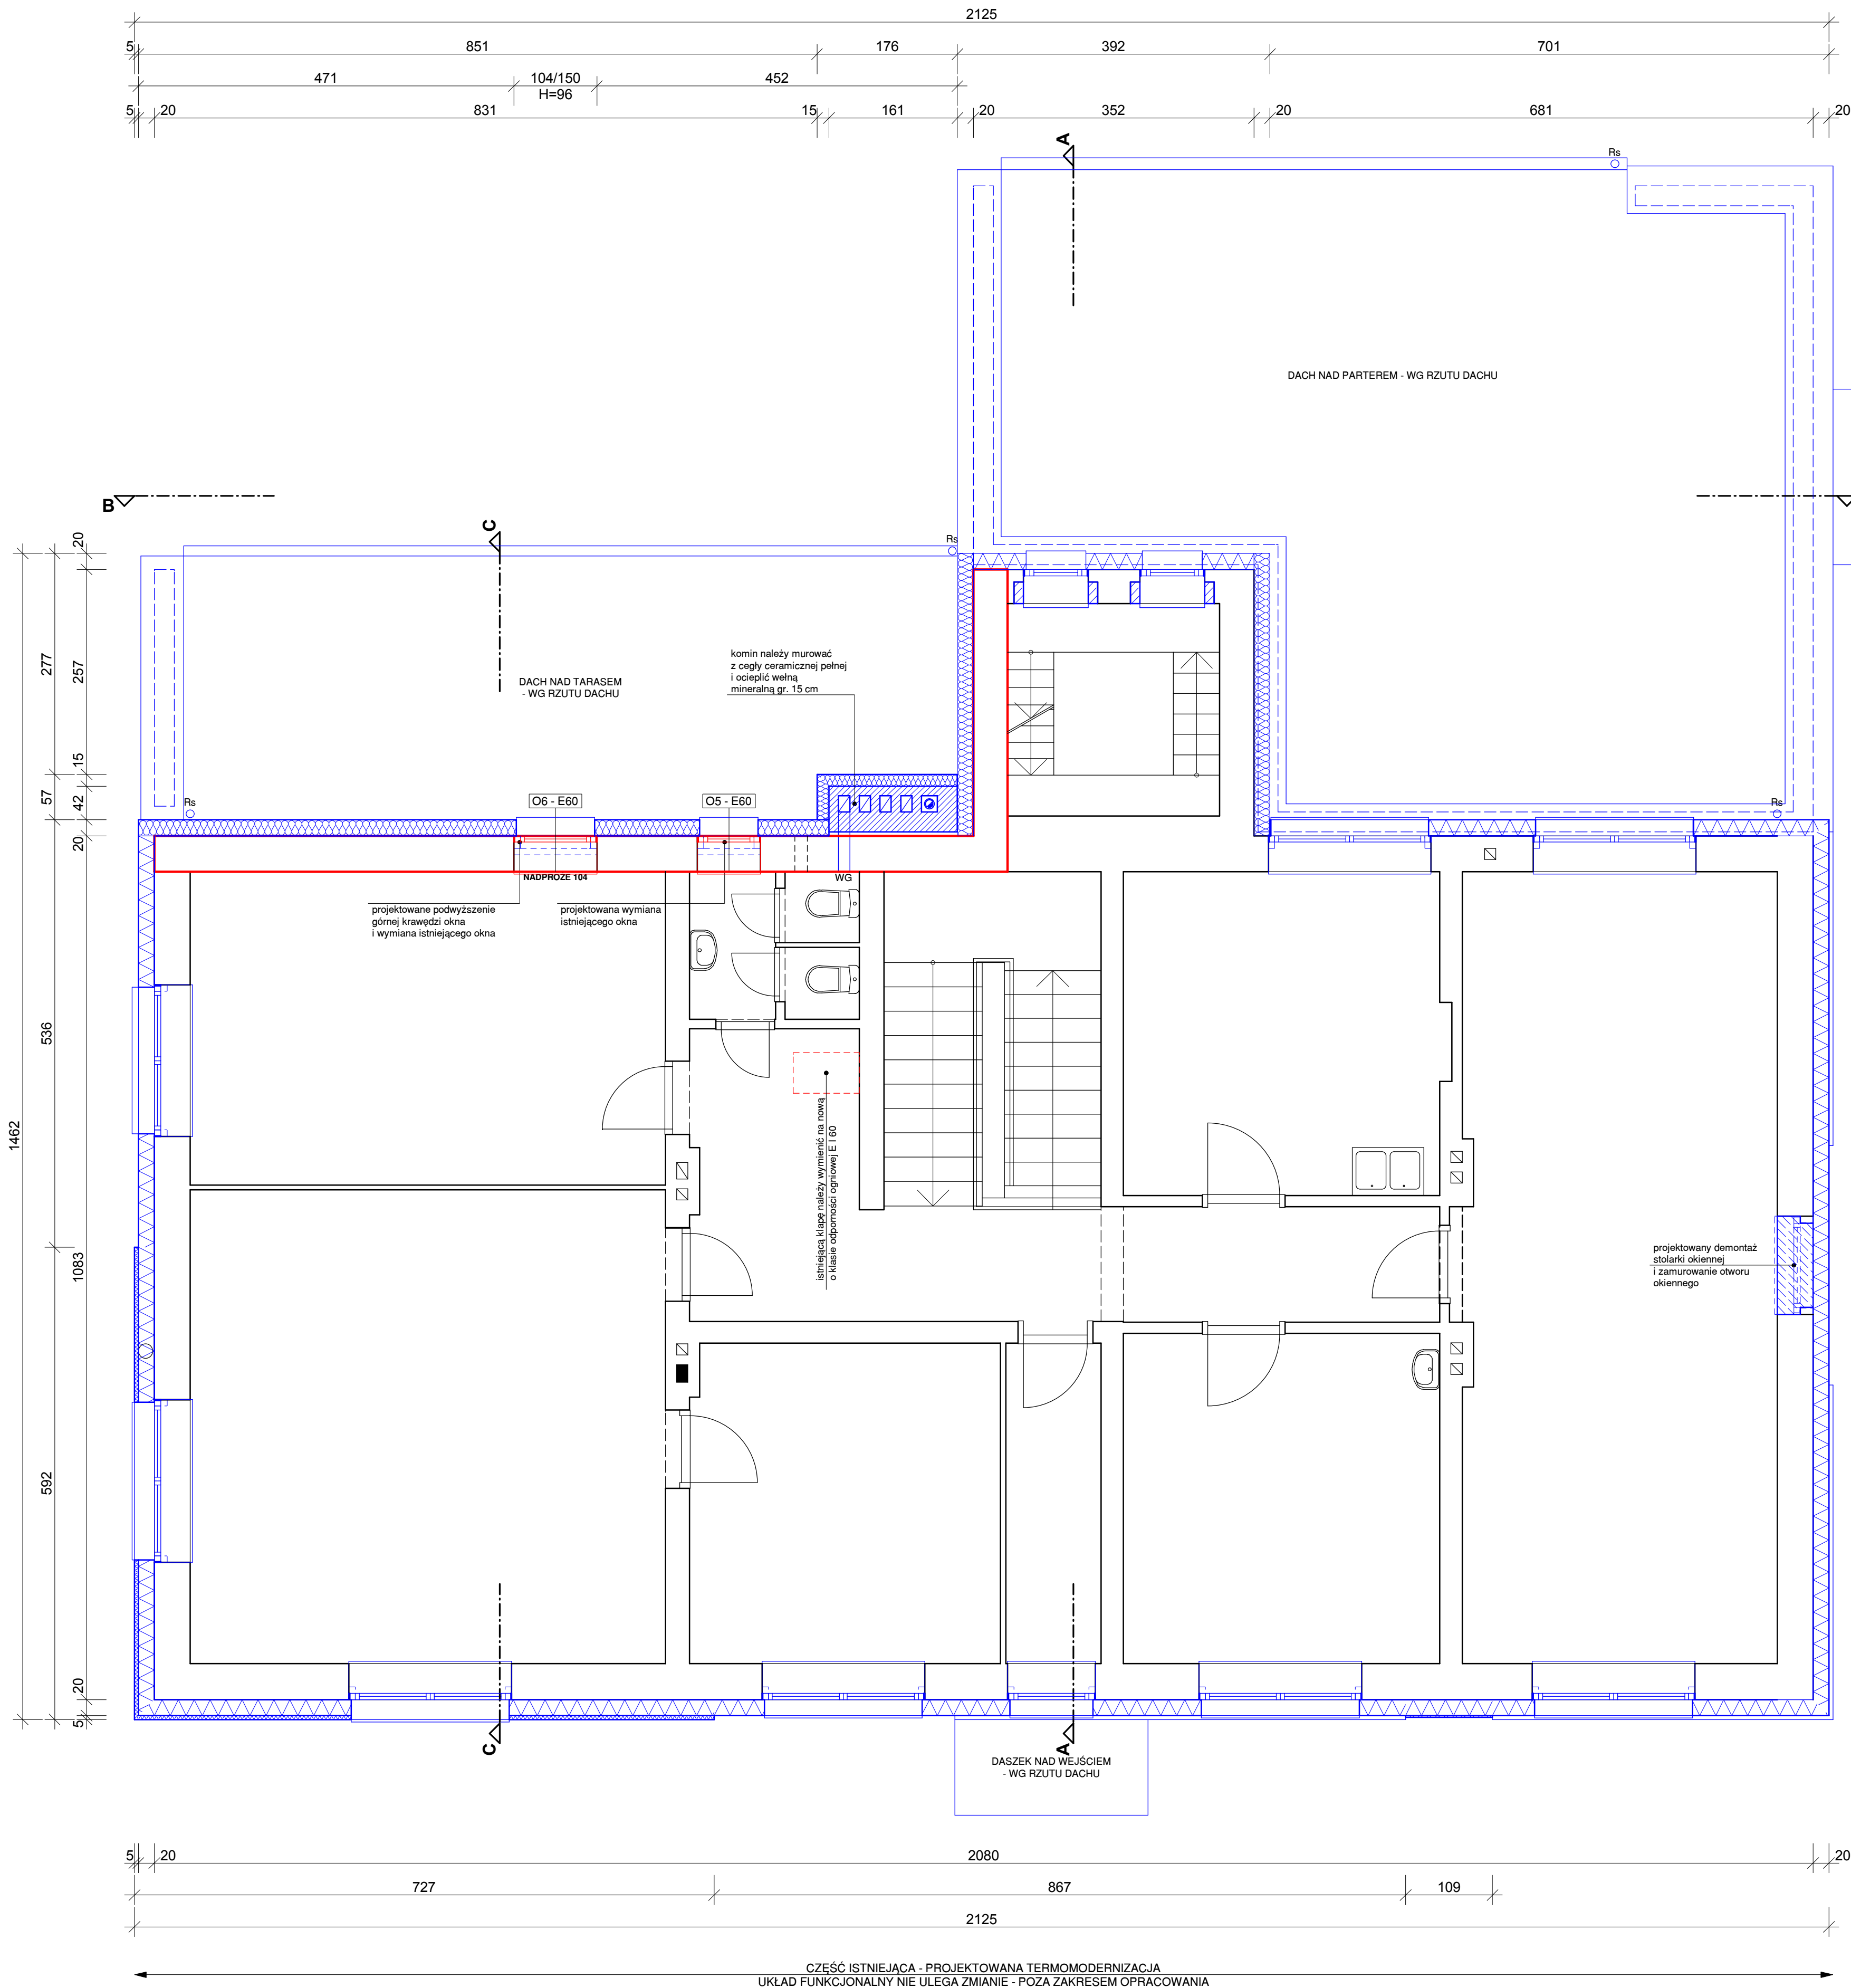 2125
5 851 176 392 701
471 104/150 452
H=96
5 20 831 15 161 20 352 20 681 20
A
Rs
DACH NAD PARTEREM - WG RZUTU DACHU
B
C
Rs
20
277
257
komin należy murować
z cegły ceramicznej pełnej
i ocieplić wełną
mineralną gr. 15 cm
DACH NAD TARASEM
- WG RZUTU DACHU
15
57
42
20
Rs
O6 - E60
O5 - E60
Rs
NADPROŻE 104
WG
projektowane podwyższenie
górnej krawędzi okna
i wymiana istniejącego okna
projektowana wymiana
istniejącego okna
536
1462
istniejącą klapę należy wymienić na nową
o klasie odporności ogniowej E I 60
1083
projektowany demontaż
stolarki okiennej
i zamurowanie otworu
okiennego
592
20
5
C
A
DASZEK NAD WEJŚCIEM
- WG RZUTU DACHU
5 20 2080 20
727 867 109
2125
CZĘŚĆ ISTNIEJĄCA - PROJEKTOWANA TERMOMODERNIZACJA
UKŁAD FUNKCJONALNY NIE ULEGA ZMIANIE - POZA ZAKRESEM OPRACOWANIA